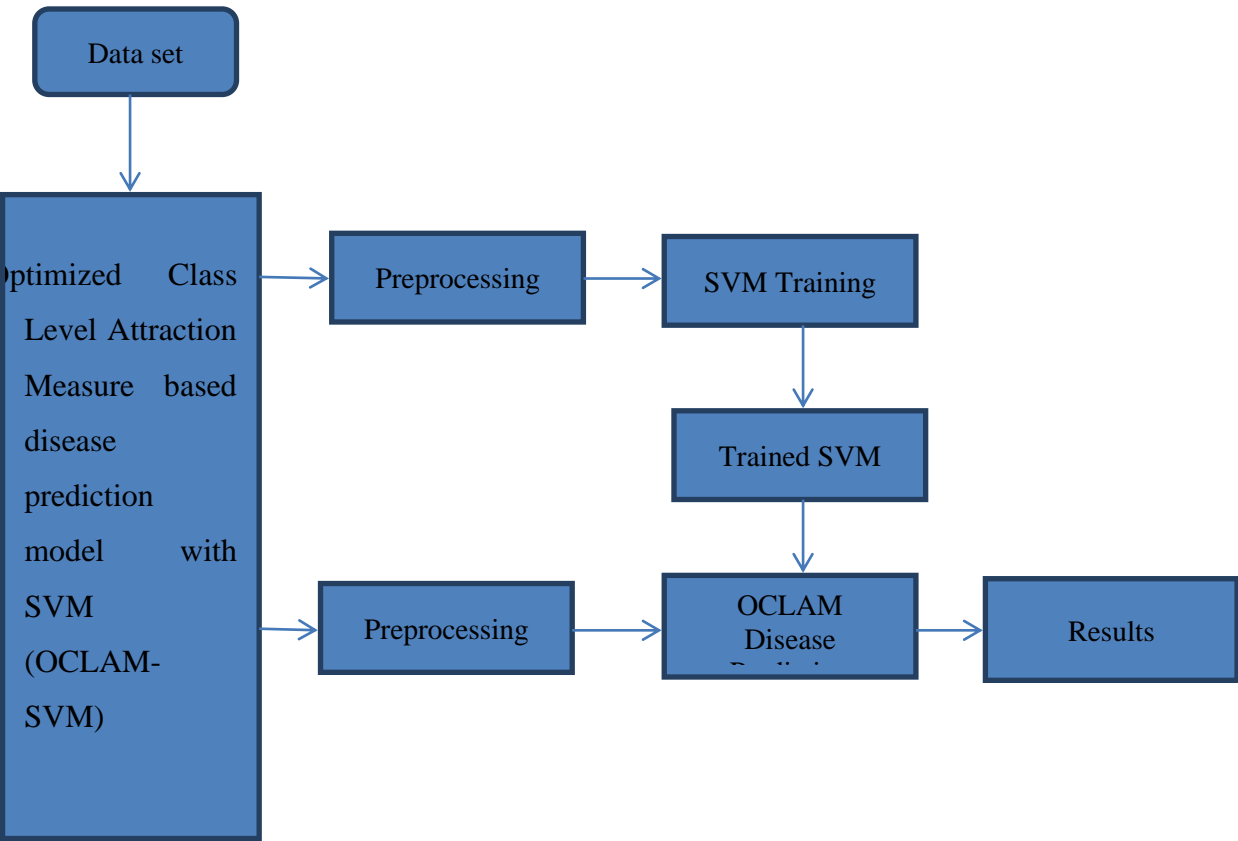 Data set
Optimized Class
Level Attraction
Measure based
disease
prediction
model with
SVM
(OCLAM-
SVM)
Preprocessing
SVM Training
Trained SVM
Preprocessing
OCLAM
Disease
Results